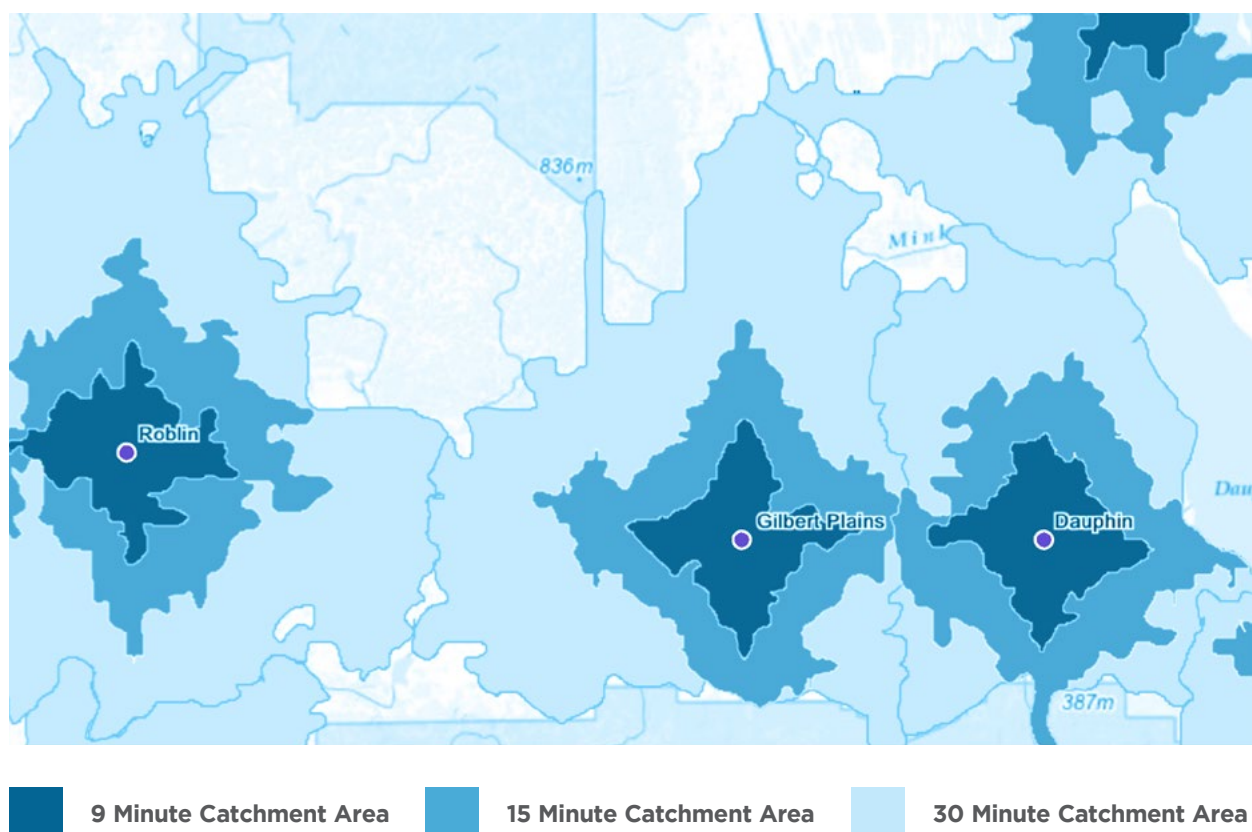 836m
Mink
Roblin
Dau
Gilbert Plains
Dauphin
387m
9 Minute Catchment Area
15 Minute Catchment Area
30 Minute Catchment Area